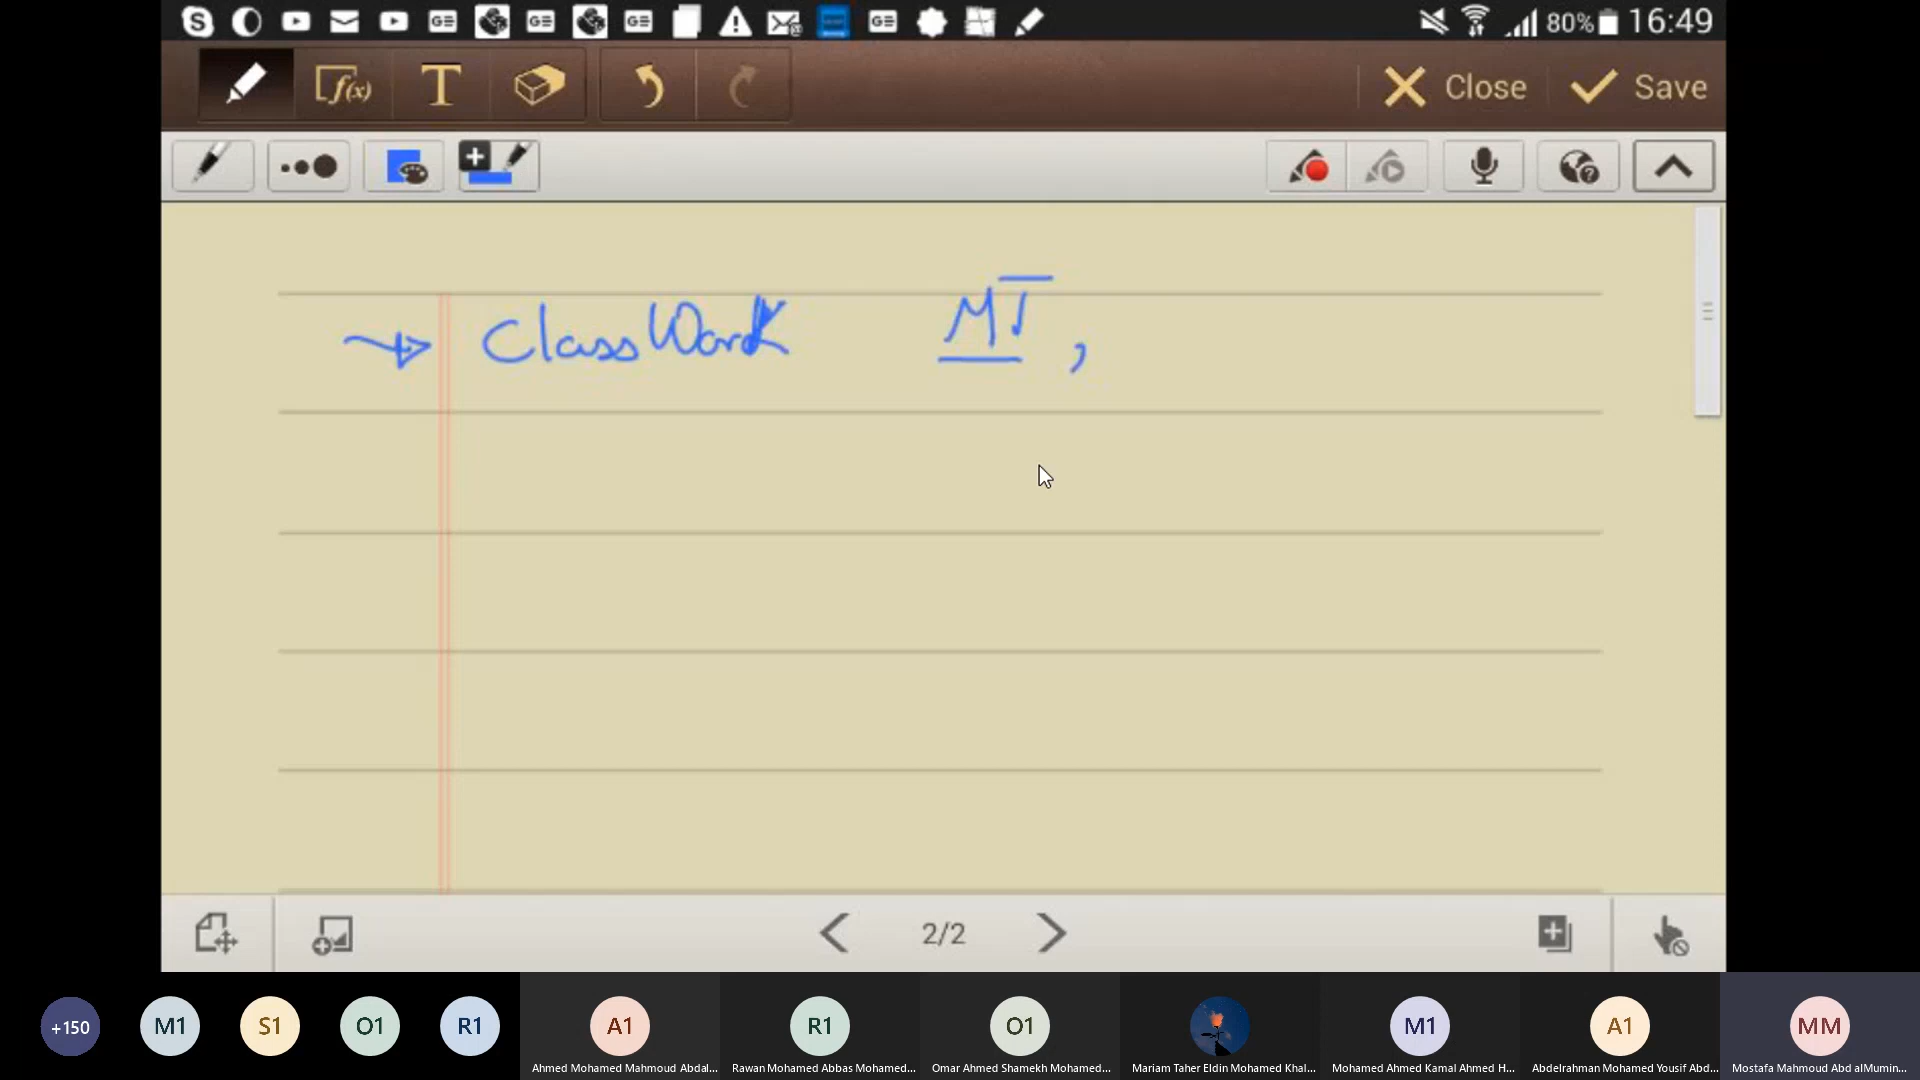 80% 16:49
T Close Save
ClassWork MT,
2/2
+150 M1 S1 O1 R1 A1 R1 O1 M1 A1 MM
Ahmed Mohamed Mahmoud Abdal... Rawan Mohamed Abbas Mohamed... Omar Ahmed Shamekh Mohamed... Mariam Taher Eldin Mohamed Khal... Mohamed Ahmed Kamal Ahmed H... Abdelrahman Mohamed Yousif Abd... Mostafa Mahmoud Abd alMumin...